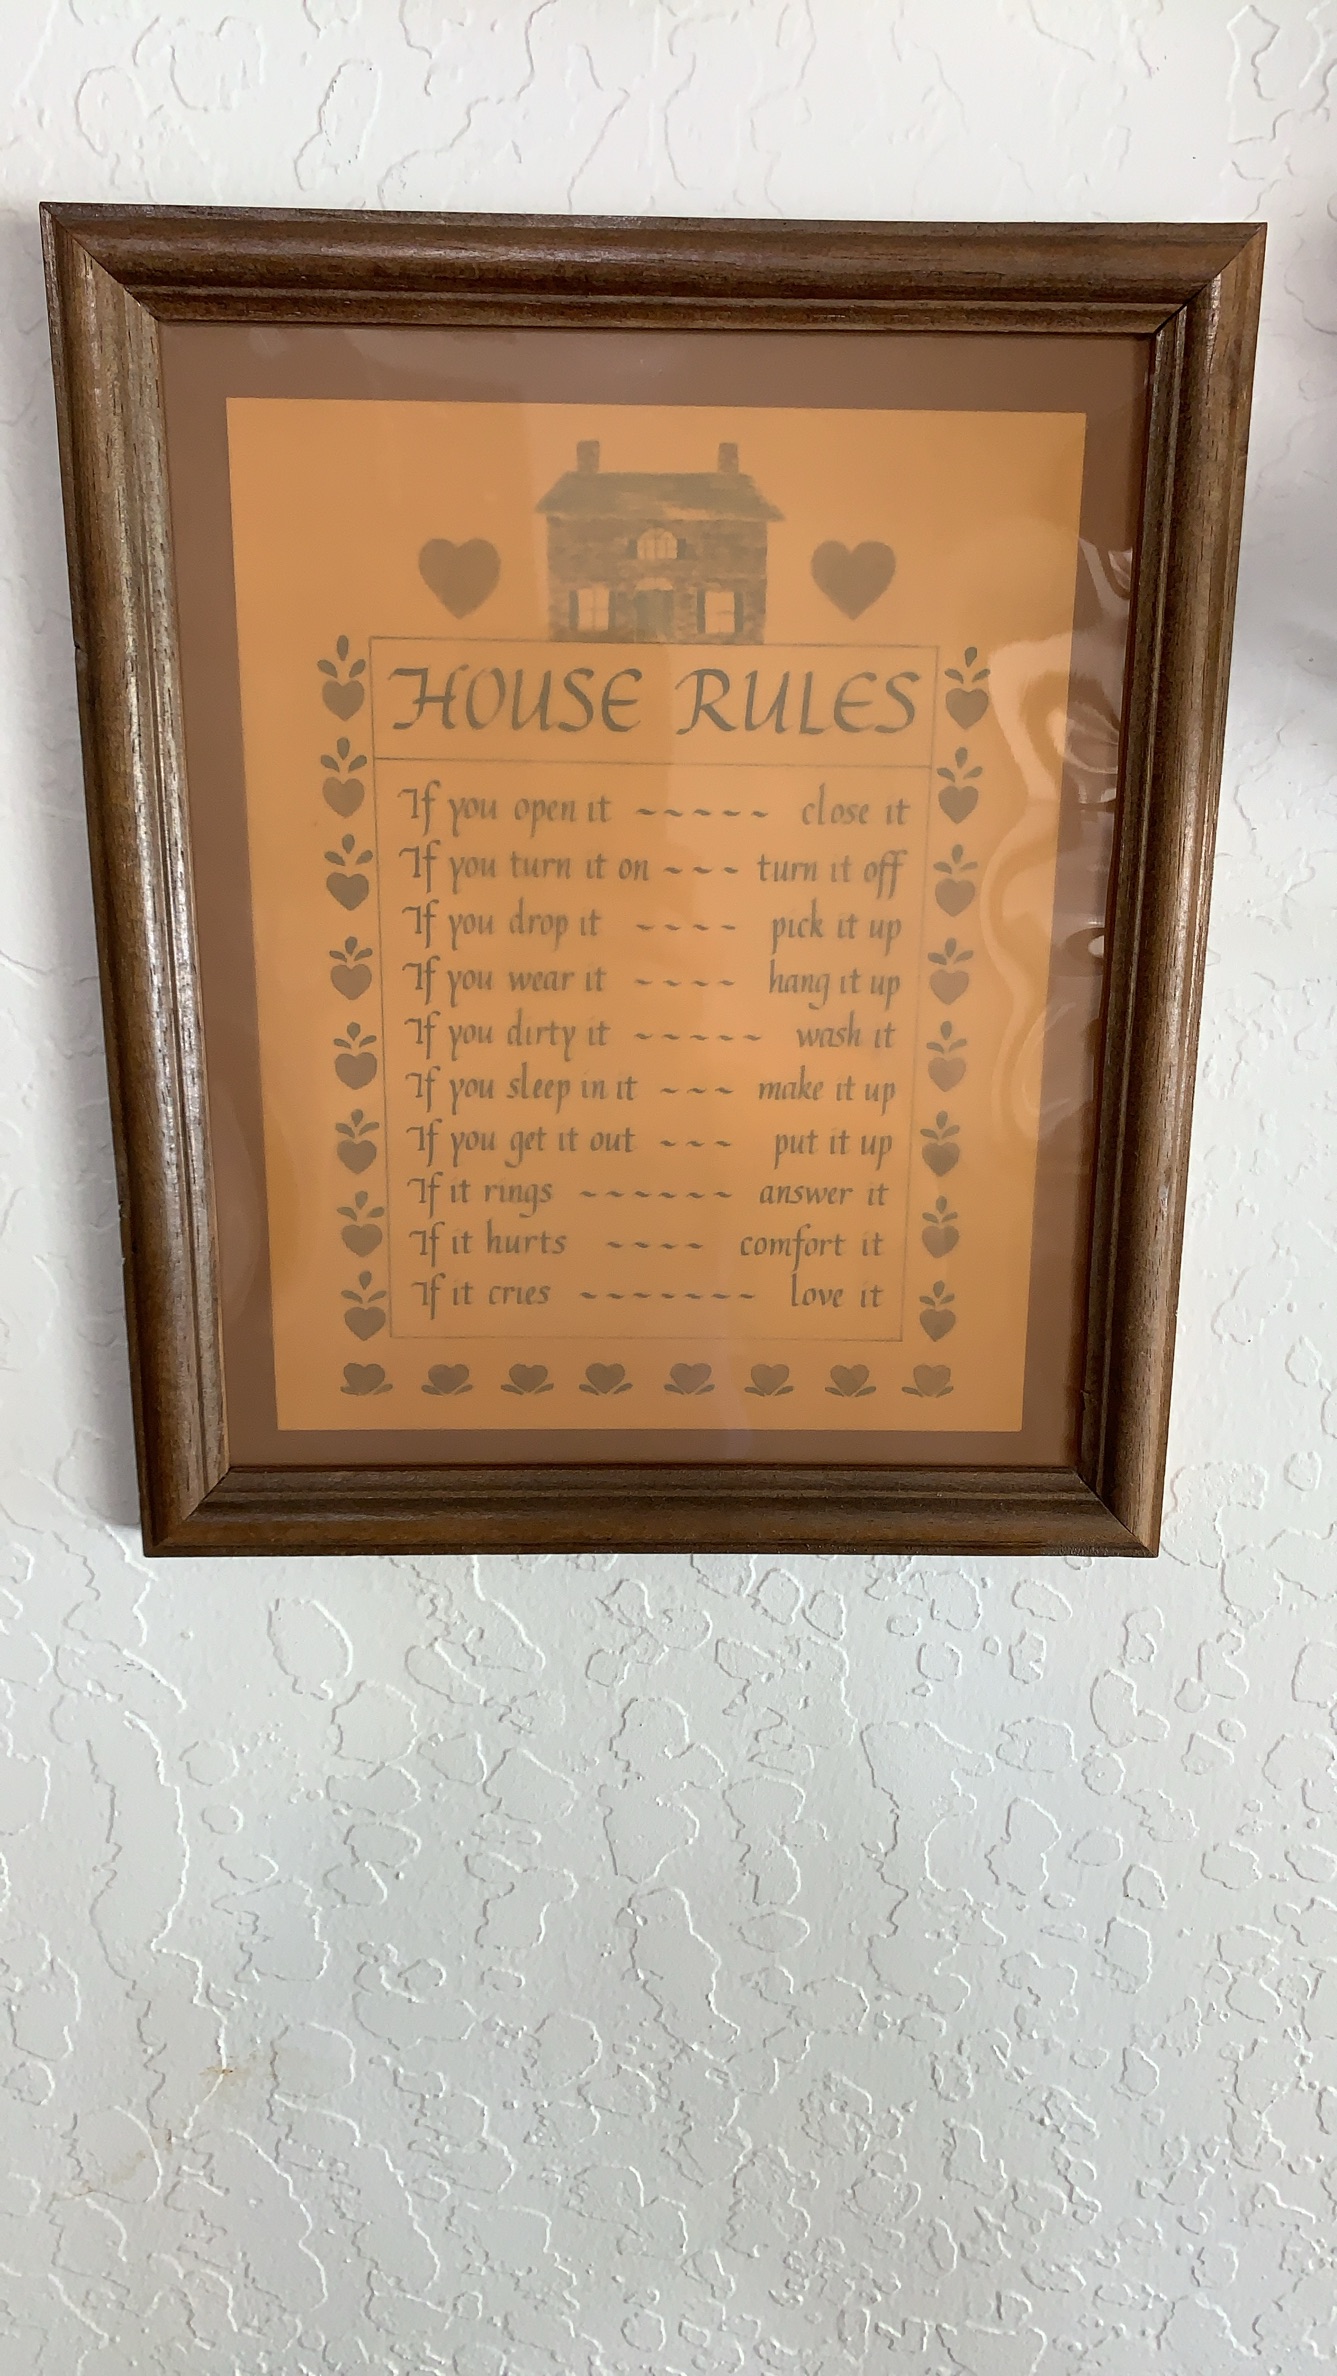 HOUSE RULES
If you open it ~~~~~ close it
If you turn it on ~~~ turn it off
If you drop it ~~~~ pick it up
If you wear it ~~~~ hang it up
If you dirty it ~~~~~ wash it
If you sleep in it ~~~ make it up
If you get it out ~~~ put it up
If it rings ~~~~~~ answer it
If it hurts ~~~~ comfort it
If it cries ~~~~~~~ love it